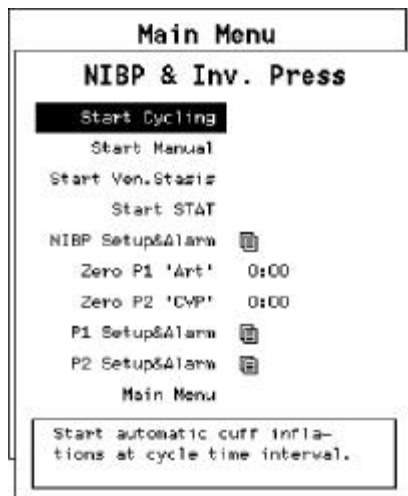 Main Menu
NIBP & Inv. Press
Start Cycling
Start Manual
Start Ven.Stasis
Start STAT
NIBP Setup&Alarm
Zero P1 'Art' 0:00
Zero P2 'CVP' 0:00
P1 Setup&Alarm
P2 Setup&Alarm
Main Menu
Start automatic cuff infla-
tions at cycle time interval.